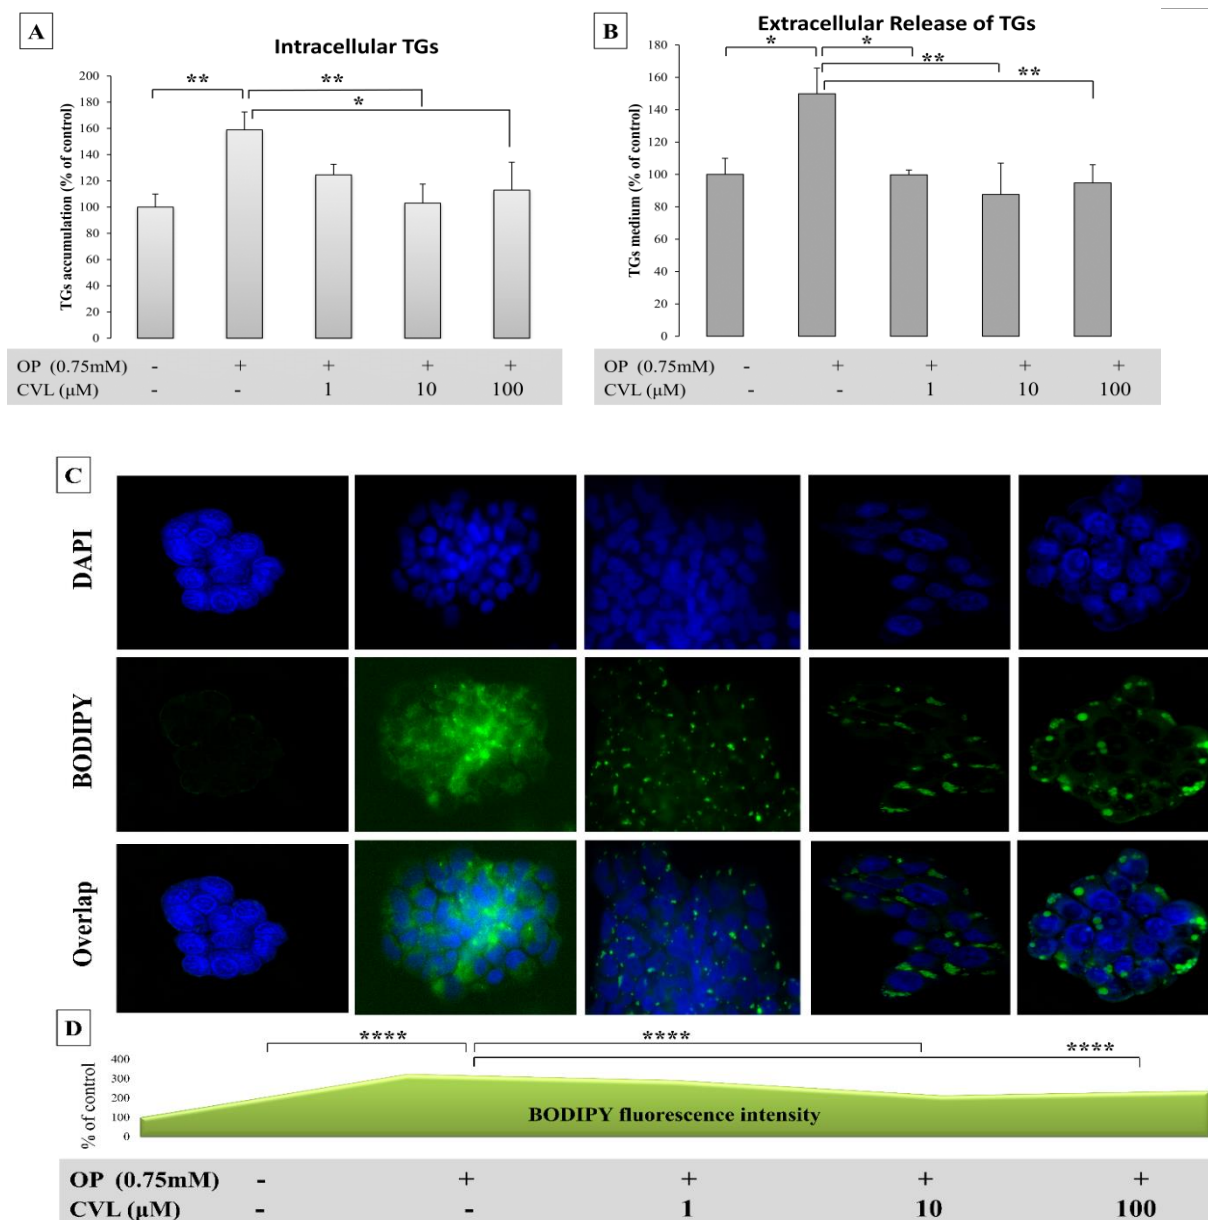 A
Intracellular TGs
TGs accumulation (% of control)
200
180
160
140
120
100
80
60
40
20
0
**
**
*
OP (0.75mM) - + + + +
CVL (μM) - - 1 10 100
B
Extracellular Release of TGs
TGs medium (% of control)
180
160
140
120
100
80
60
40
20
0
*
*
**
**
OP (0.75mM) - + + + +
CVL (μM) - - 1 10 100
C
DAPI
BODIPY
Overlap
D
% of control
400
300
200
100
0
****
****
****
BODIPY fluorescence intensity
OP (0.75mM) - + + + +
CVL (μM) - - 1 10 100